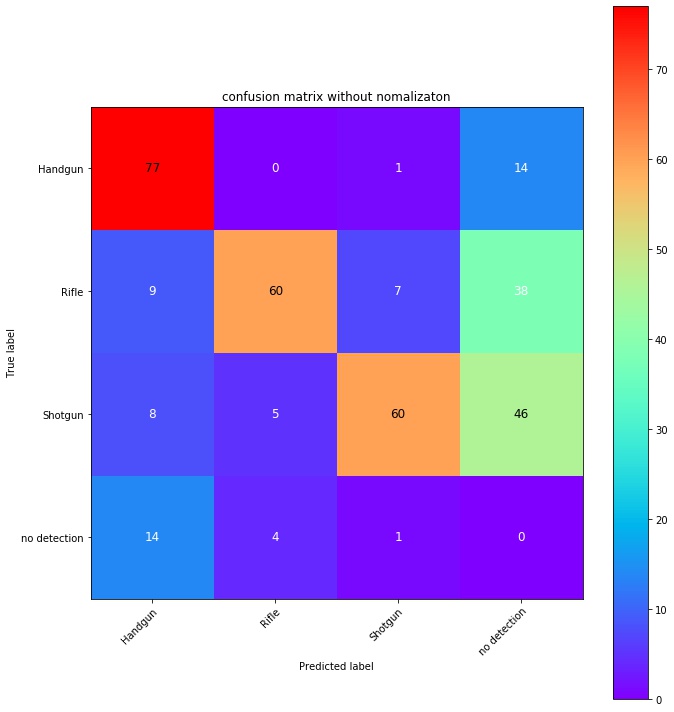 confusion matrix without nomalizaton
True label
Handgun
77
0
1
14
Rifle
9
60
7
38
Shotgun
8
5
60
46
no detection
14
4
1
0
Handgun
Rifle
Shotgun
no detection
Predicted label
70
60
50
40
30
20
10
0